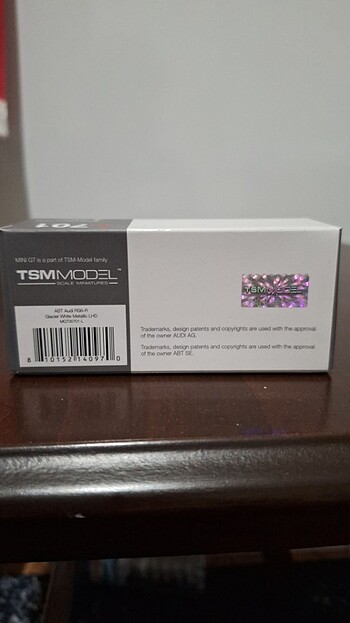 701
MINI GT is a part of TSM-Model family
TSMMODEL™
SCALE MINIATURES
ABT Audi RS6-R
Glacier White Metallic LHD
MGT00701-L
8 10152 14097 0
TSMMODEL
Trademarks, design patents and copyrights are used with the approval
of the owner AUDI AG.
Trademarks, design patents and copyrights are used with the approval
of the owner ABT SE.